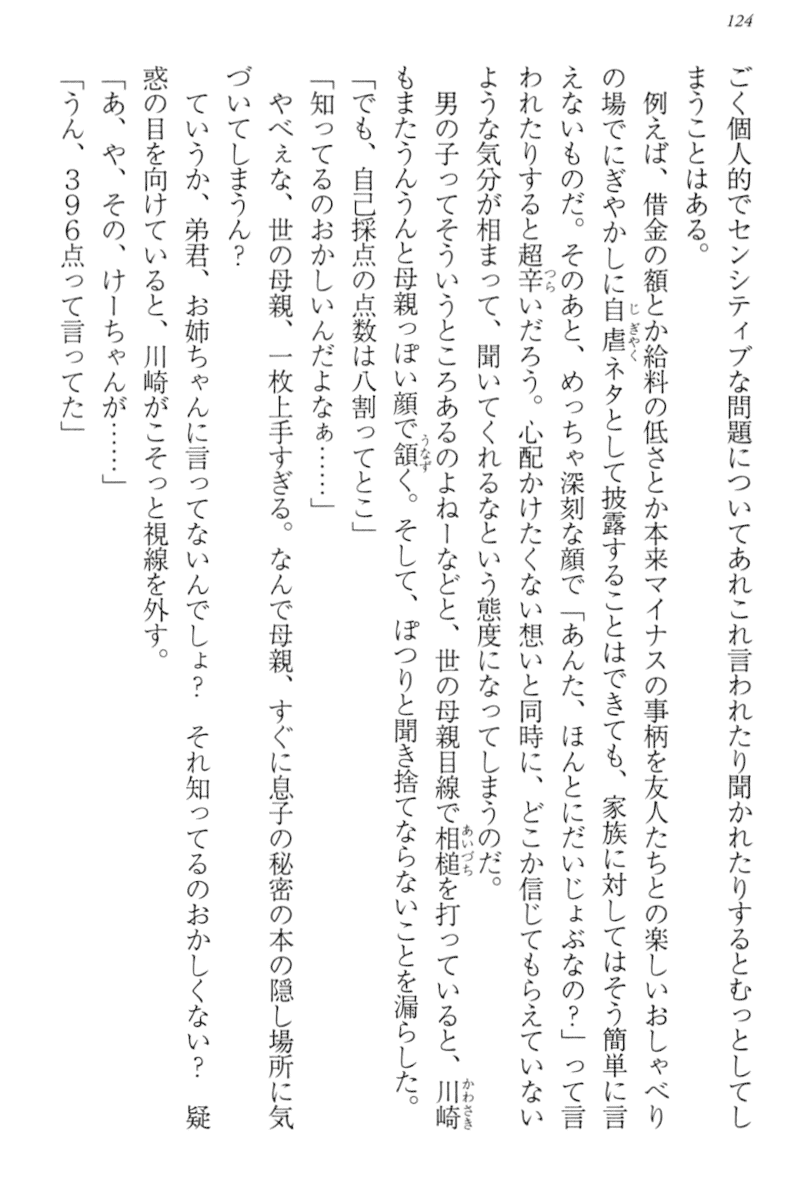 124
ごく個人的でセンシティブな問題についてあれこれ言われたり聞かれたりするとむっとしてし
まうことはある。
例えば、借金の額とか給料の低さとか本来マイナスの事柄を友人たちとの楽しいおしゃべり
の場でにぎやかしに自虐ネタとして披露することはできても、家族に対してはそう簡単に言
えないものだ。そのあと、めっちゃ深刻な顔で「あんた、ほんとにだいじょぶなの？」って言
われたりすると超辛いだろう。心配かけたくない想いと同時に、どこか信じてもらえていない
ような気分が相まって、聞いてくれるなという態度になってしまうのだ。
男の子ってそういうところあるのよねーなどと、世の母親目線で相槌を打っていると、川崎
もまたうんうんと母親っぽい顔で頷く。そして、ぽつりと聞き捨てならないことを漏らした。
「でも、自己採点の点数は八割ってとこ」
「知ってるのおかしいんだよなぁ……」
やべぇな、世の母親、一枚上手すぎる。なんで母親、すぐに息子の秘密の本の隠し場所に気
づいてしまうん？
ていうか、弟君、お姉ちゃんに言ってないんでしょ？　それ知ってるのおかしくない？　疑
惑の目を向けていると、川崎がこそっと視線を外す。
「あ、や、その、けーちゃんが……」
「うん、３９６点って言ってた」